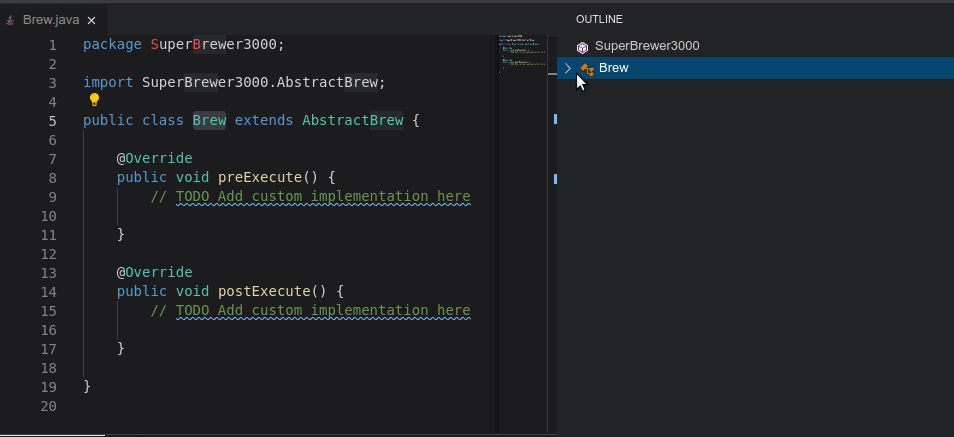 Brew.java ×
OUTLINE
SuperBrewer3000
Brew
1 package SuperBrewer3000;
2
3 import SuperBrewer3000.AbstractBrew;
4
5 public class Brew extends AbstractBrew {
6
7 @Override
8 public void preExecute() {
9 // TODO Add custom implementation here
10
11 }
12
13 @Override
14 public void postExecute() {
15 // TODO Add custom implementation here
16
17 }
18
19 }
20